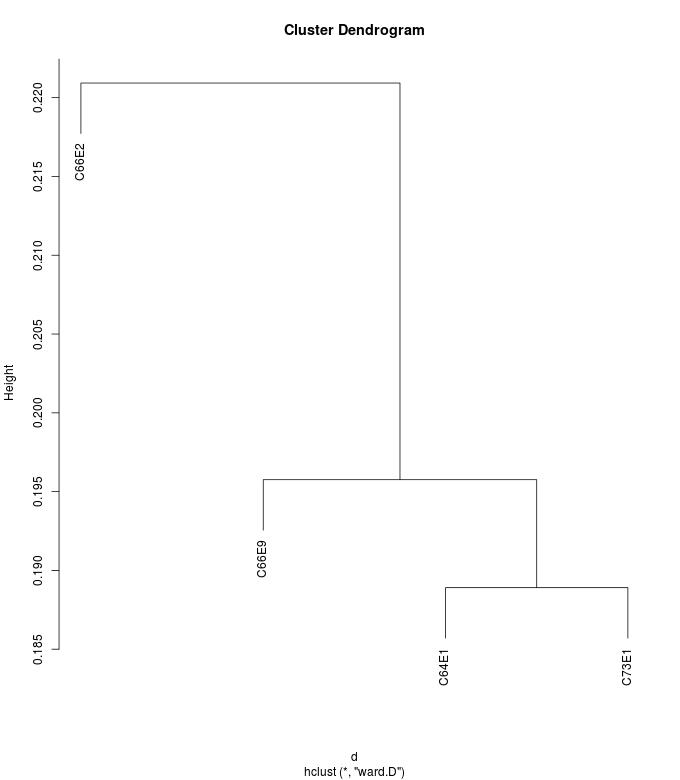 Cluster Dendrogram
Height
0.220
0.215
0.210
0.205
0.200
0.195
0.190
0.185
C66E2
C66E9
C64E1
C73E1
d
hclust (*, "ward.D")